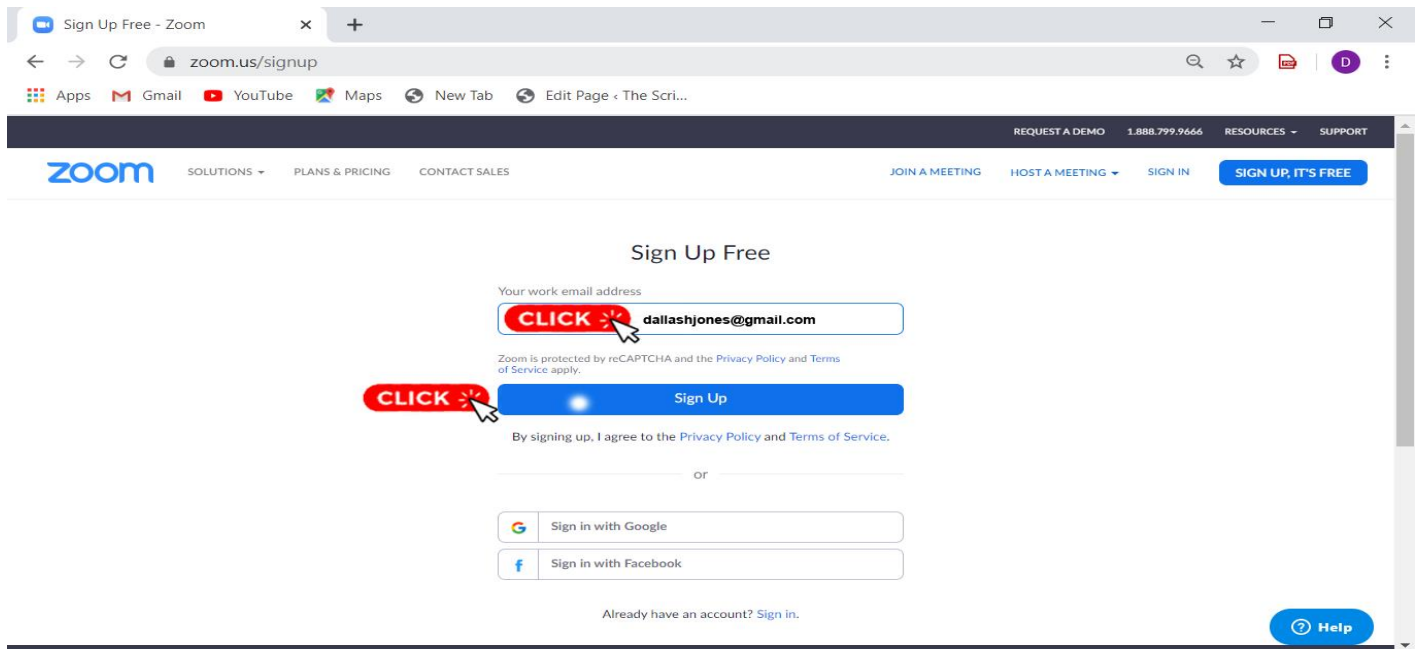 Sign Up Free - Zoom
zoom.us/signup
D
Apps Gmail YouTube Maps New Tab Edit Page ‹ The Scri...
REQUEST A DEMO 1.888.799.9666 RESOURCES SUPPORT
zoom SOLUTIONS PLANS & PRICING CONTACT SALES JOIN A MEETING HOST A MEETING SIGN IN SIGN UP, IT'S FREE
Sign Up Free
Your work email address
CLICK dallashjones@gmail.com
Zoom is protected by reCAPTCHA and the Privacy Policy and Terms
of Service apply.
CLICK Sign Up
By signing up, I agree to the Privacy Policy and Terms of Service.
or
G Sign in with Google
f Sign in with Facebook
Already have an account? Sign in.
? Help